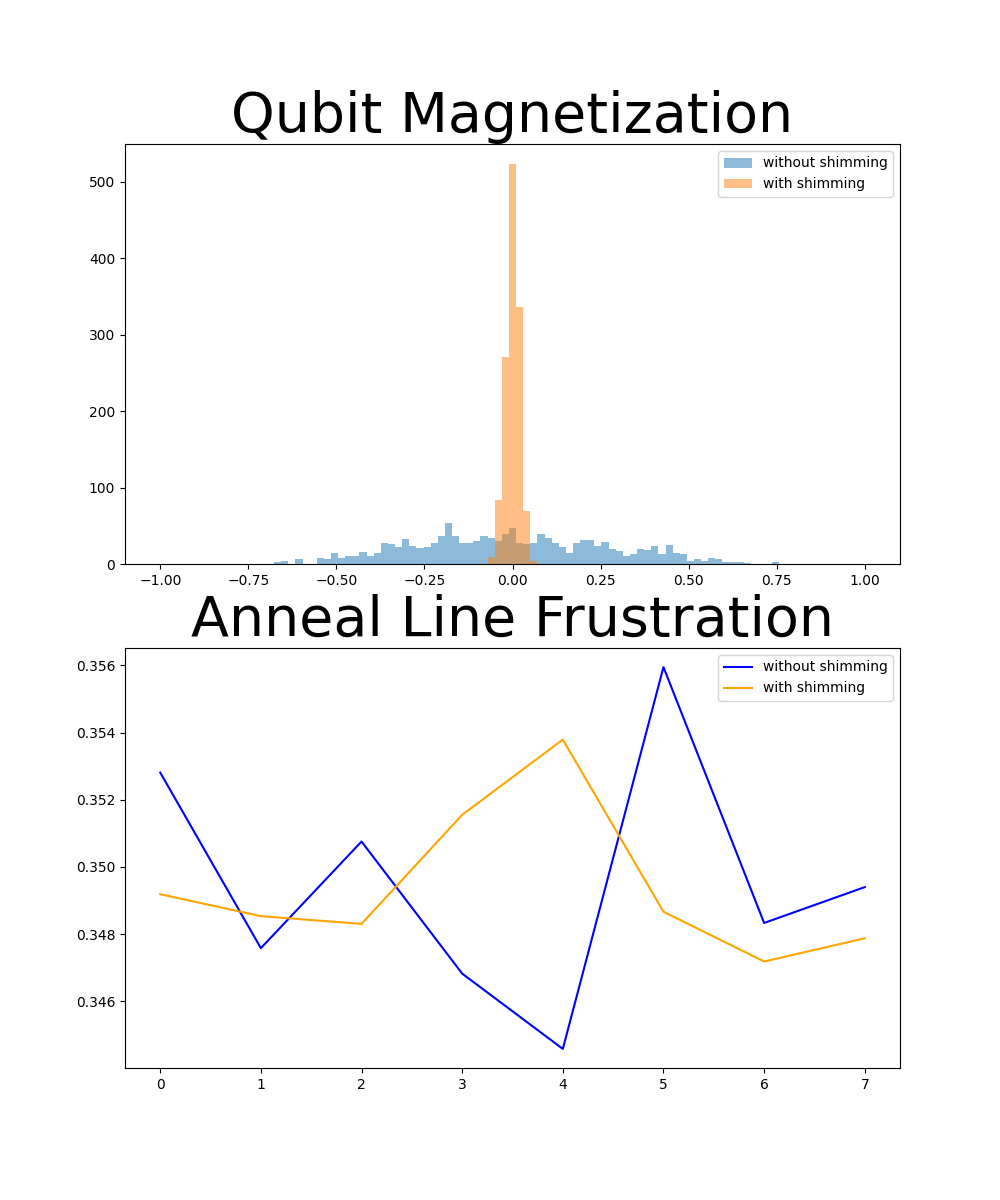 Qubit Magnetization
without shimming
with shimming
500
400
300
200
100
0
−1.00 −0.75 −0.50 −0.25 0.00 0.25 0.50 0.75 1.00
Anneal Line Frustration
without shimming
with shimming
0.356
0.354
0.352
0.350
0.348
0.346
0 1 2 3 4 5 6 7